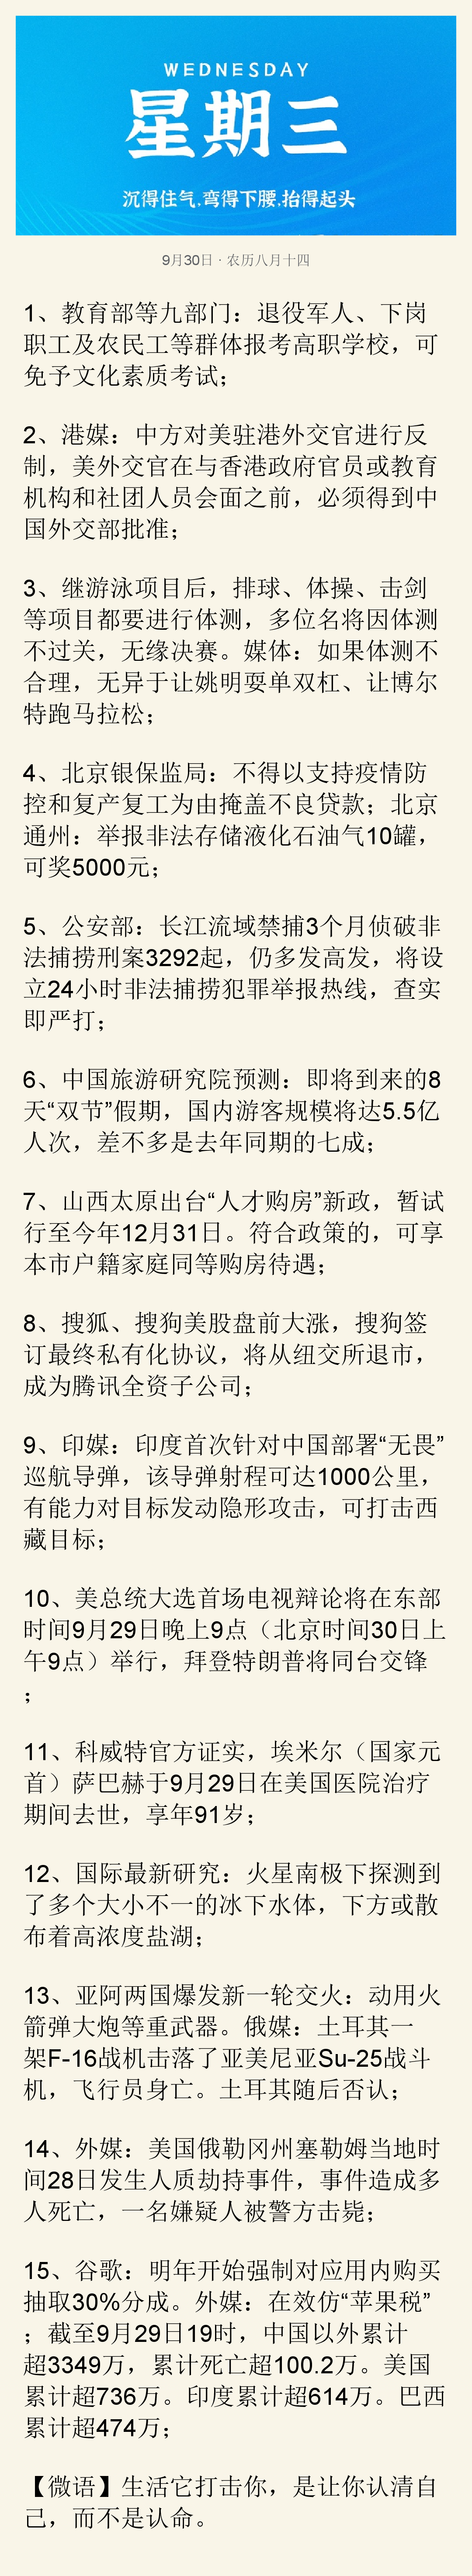 WEDNESDAY
星期三
沉得住气,弯得下腰,抬得起头
9月30日 · 农历八月十四
1、教育部等九部门：退役军人、下岗
职工及农民工等群体报考高职学校，可
免予文化素质考试；
2、港媒：中方对美驻港外交官进行反
制，美外交官在与香港政府官员或教育
机构和社团人员会面之前，必须得到中
国外交部批准；
3、继游泳项目后，排球、体操、击剑
等项目都要进行体测，多位名将因体测
不过关，无缘决赛。媒体：如果体测不
合理，无异于让姚明耍单双杠、让博尔
特跑马拉松；
4、北京银保监局：不得以支持疫情防
控和复产复工为由掩盖不良贷款；北京
通州：举报非法存储液化石油气10罐，
可奖5000元；
5、公安部：长江流域禁捕3个月侦破非
法捕捞刑案3292起，仍多发高发，将设
立24小时非法捕捞犯罪举报热线，查实
即严打；
6、中国旅游研究院预测：即将到来的8
天“双节”假期，国内游客规模将达5.5亿
人次，差不多是去年同期的七成；
7、山西太原出台“人才购房”新政，暂试
行至今年12月31日。符合政策的，可享
本市户籍家庭同等购房待遇；
8、搜狐、搜狗美股盘前大涨，搜狗签
订最终私有化协议，将从纽交所退市，
成为腾讯全资子公司；
9、印媒：印度首次针对中国部署“无畏”
巡航导弹，该导弹射程可达1000公里，
有能力对目标发动隐形攻击，可打击西
藏目标；
10、美总统大选首场电视辩论将在东部
时间9月29日晚上9点（北京时间30日上
午9点）举行，拜登特朗普将同台交锋
；
11、科威特官方证实，埃米尔（国家元
首）萨巴赫于9月29日在美国医院治疗
期间去世，享年91岁；
12、国际最新研究：火星南极下探测到
了多个大小不一的冰下水体，下方或散
布着高浓度盐湖；
13、亚阿两国爆发新一轮交火：动用火
箭弹大炮等重武器。俄媒：土耳其一
架F-16战机击落了亚美尼亚Su-25战斗
机，飞行员身亡。土耳其随后否认；
14、外媒：美国俄勒冈州塞勒姆当地时
间28日发生人质劫持事件，事件造成多
人死亡，一名嫌疑人被警方击毙；
15、谷歌：明年开始强制对应用内购买
抽取30%分成。外媒：在效仿“苹果税”
；截至9月29日19时，中国以外累计
超3349万，累计死亡超100.2万。美国
累计超736万。印度累计超614万。巴西
累计超474万；
【微语】生活它打击你，是让你认清自
己，而不是认命。